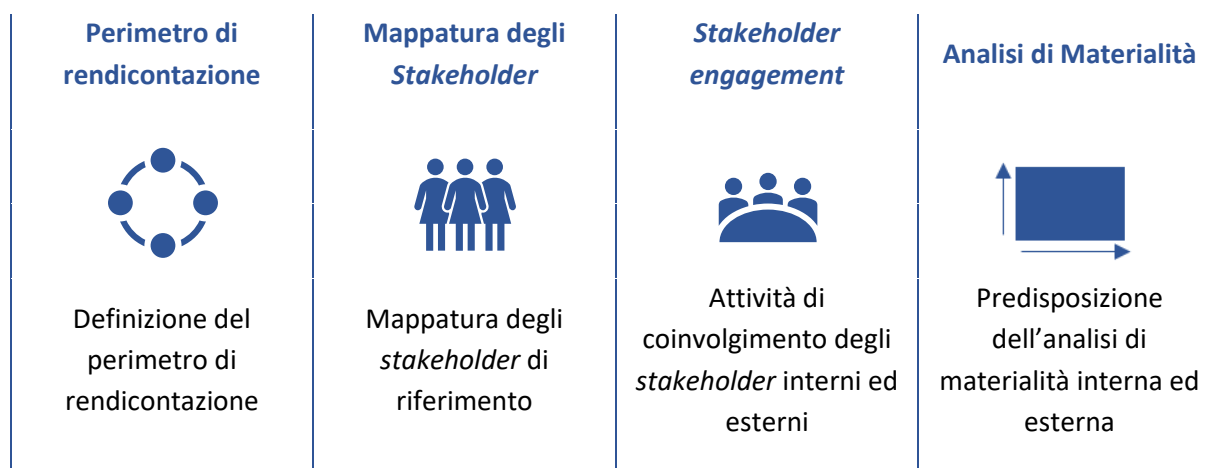 Perimetro di
rendicontazione
Mappatura degli
Stakeholder
Stakeholder
engagement
Analisi di Materialità
Definizione del
perimetro di
rendicontazione
Mappatura degli
stakeholder di
riferimento
Attività di
coinvolgimento degli
stakeholder interni ed
esterni
Predisposizione
dell’analisi di
materialità interna ed
esterna